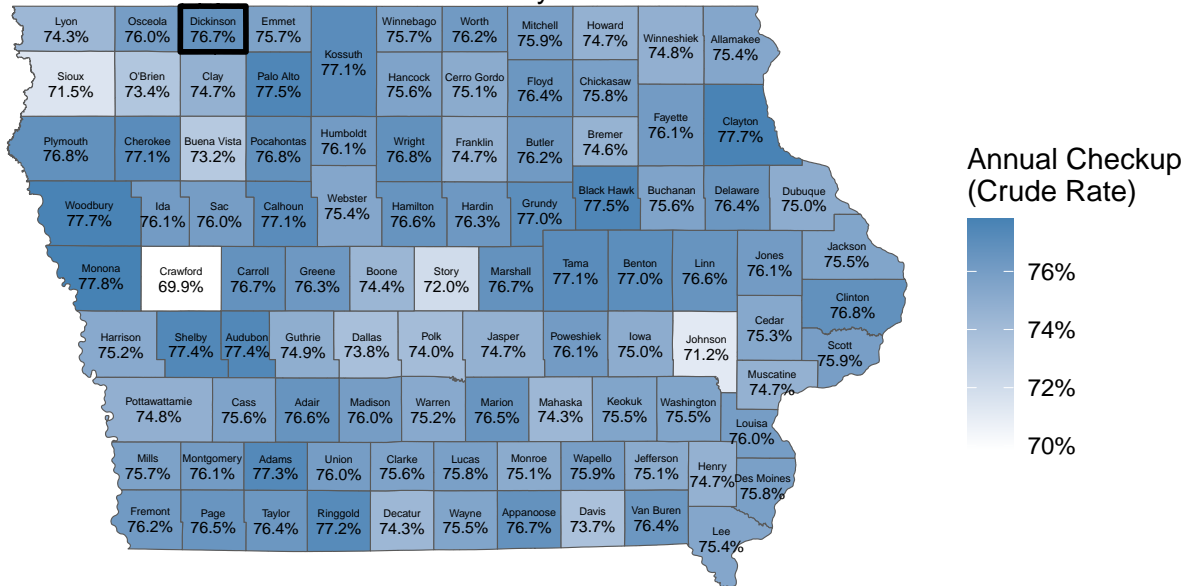 Lyon
74.3%
Osceola
76.0%
Dickinson
76.7%
Emmet
75.7%
Kossuth
77.1%
Winnebago
75.7%
Worth
76.2%
Mitchell
75.9%
Howard
74.7%
Winneshiek
74.8%
Allamakee
75.4%
Sioux
71.5%
O'Brien
73.4%
Clay
74.7%
Palo Alto
77.5%
Hancock
75.6%
Cerro Gordo
75.1%
Floyd
76.4%
Chickasaw
75.8%
Plymouth
76.8%
Cherokee
77.1%
Buena Vista
73.2%
Pocahontas
76.8%
Humboldt
76.1%
Wright
76.8%
Franklin
74.7%
Butler
76.2%
Bremer
74.6%
Fayette
76.1%
Clayton
77.7%
Woodbury
77.7%
Ida
76.1%
Sac
76.0%
Calhoun
77.1%
Webster
75.4%
Hamilton
76.6%
Hardin
76.3%
Grundy
77.0%
Black Hawk
77.5%
Buchanan
75.6%
Delaware
76.4%
Dubuque
75.0%
Monona
77.8%
Crawford
69.9%
Carroll
76.7%
Greene
76.3%
Boone
74.4%
Story
72.0%
Marshall
76.7%
Tama
77.1%
Benton
77.0%
Linn
76.6%
Jones
76.1%
Jackson
75.5%
Clinton
76.8%
Harrison
75.2%
Shelby
77.4%
Audubon
77.4%
Guthrie
74.9%
Dallas
73.8%
Polk
74.0%
Jasper
74.7%
Poweshiek
76.1%
Iowa
75.0%
Johnson
71.2%
Cedar
75.3%
Scott
75.9%
Muscatine
74.7%
Pottawattamie
74.8%
Cass
75.6%
Adair
76.6%
Madison
76.0%
Warren
75.2%
Marion
76.5%
Mahaska
74.3%
Keokuk
75.5%
Washington
75.5%
Louisa
76.0%
Mills
75.7%
Montgomery
76.1%
Adams
77.3%
Union
76.0%
Clarke
75.6%
Lucas
75.8%
Monroe
75.1%
Wapello
75.9%
Jefferson
75.1%
Henry
74.7%
Des Moines
75.8%
Fremont
76.2%
Page
76.5%
Taylor
76.4%
Ringgold
77.2%
Decatur
74.3%
Wayne
75.5%
Appanoose
76.7%
Davis
73.7%
Van Buren
76.4%
Lee
75.4%
Annual Checkup
(Crude Rate)
76%
74%
72%
70%